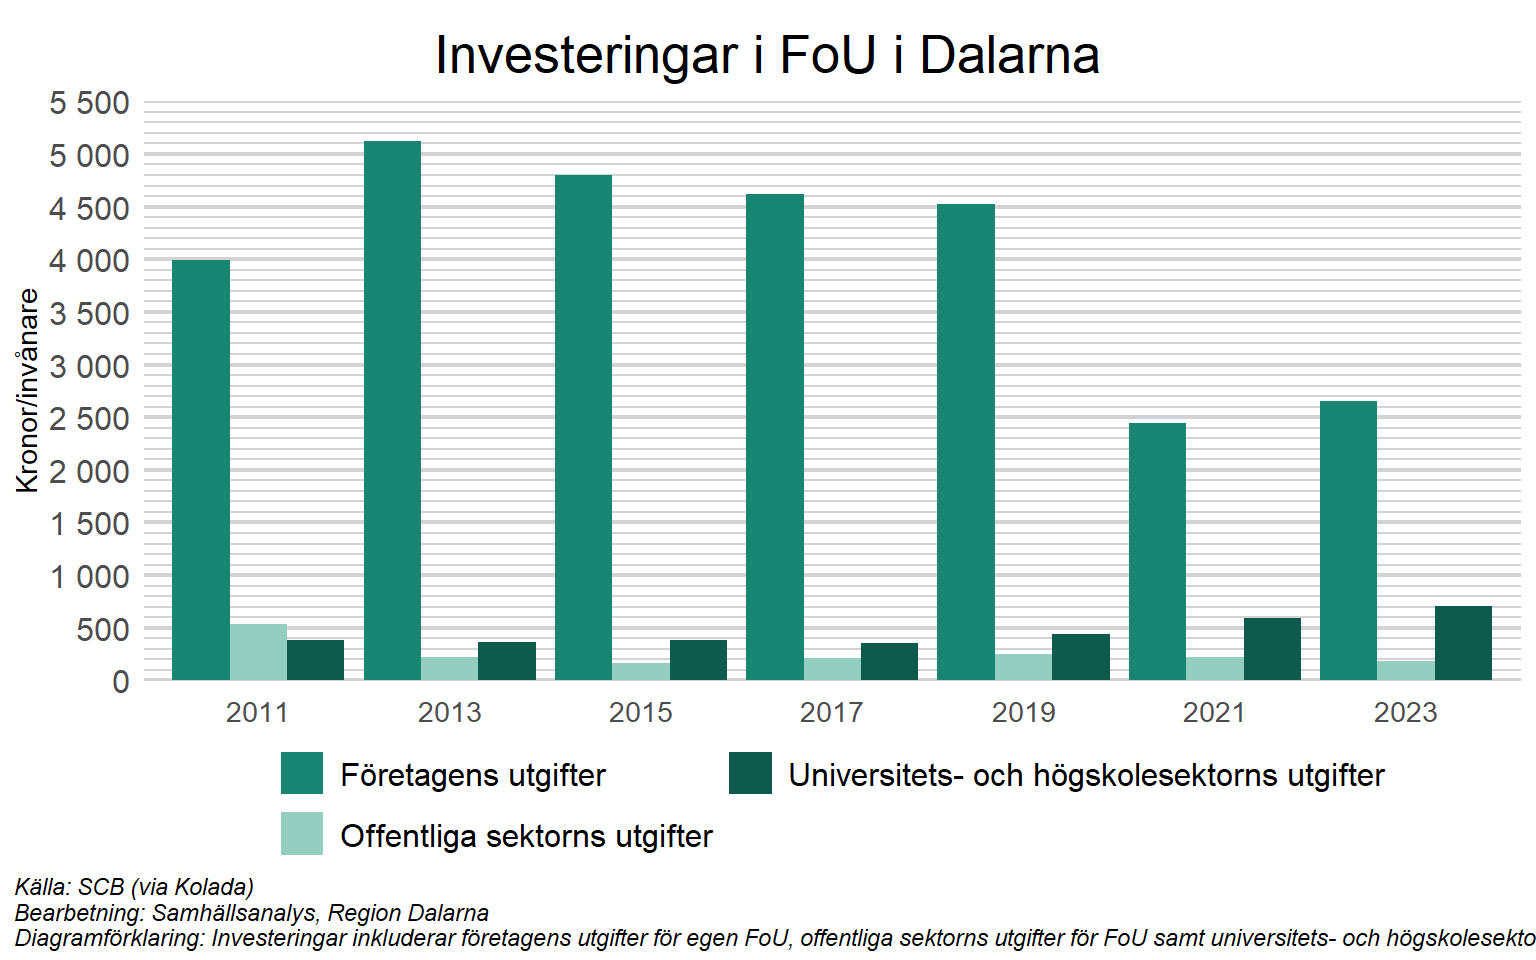 Investeringar i FoU i Dalarna
Kronor/invånare
5 500
5 000
4 500
4 000
3 500
3 000
2 500
2 000
1 500
1 000
500
0
2011 2013 2015 2017 2019 2021 2023
Företagens utgifter Universitets- och högskolesektorns utgifter
Offentliga sektorns utgifter
Källa: SCB (via Kolada)
Bearbetning: Samhällsanalys, Region Dalarna
Diagramförklaring: Investeringar inkluderar företagens utgifter för egen FoU, offentliga sektorns utgifter för FoU samt universitets- och högskolesekto